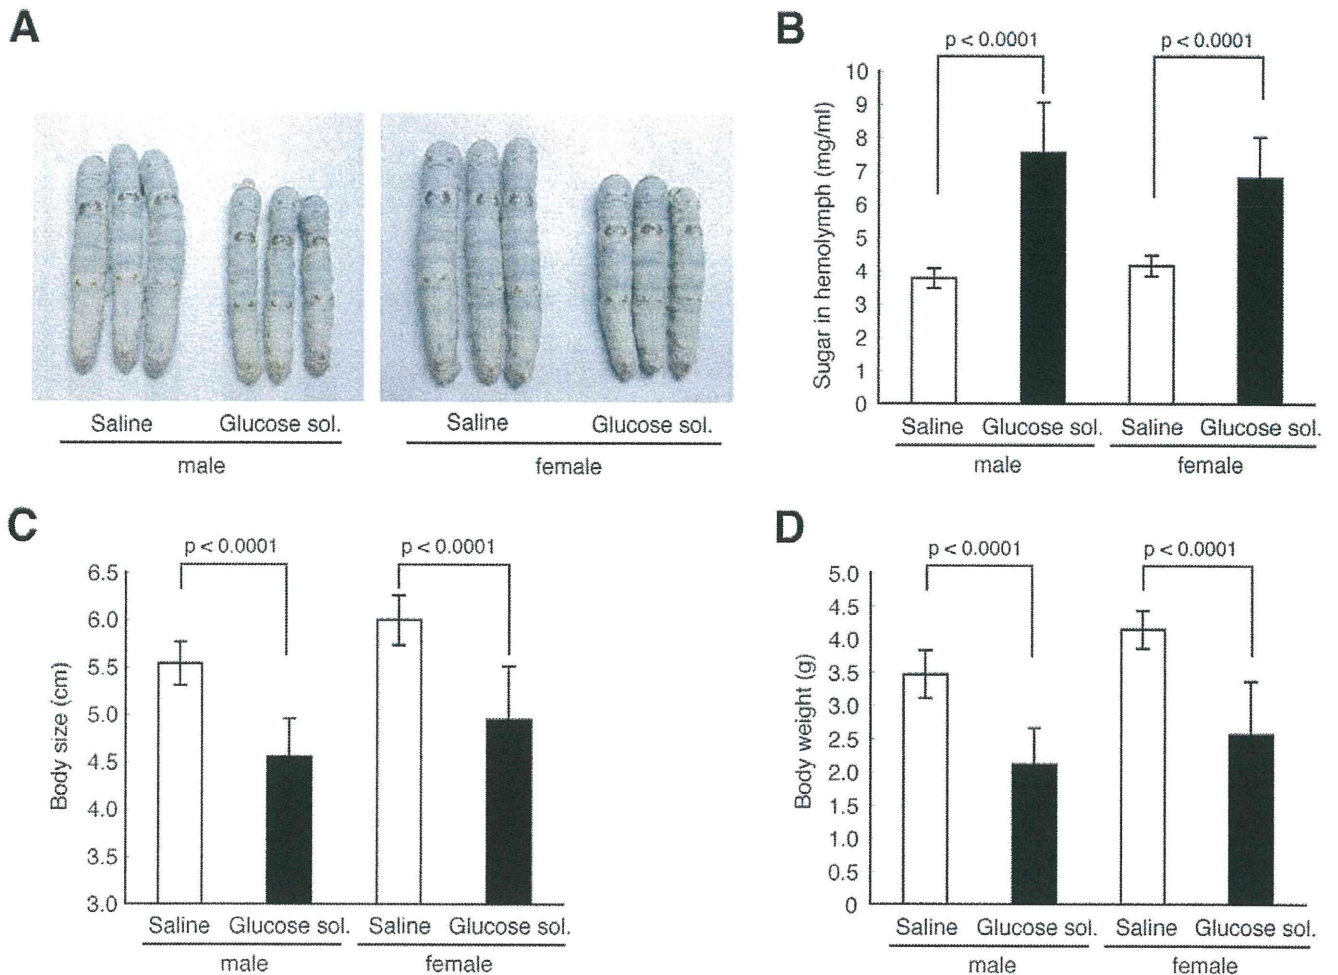 A
Saline Glucose sol. Saline Glucose sol.
male female
B
p < 0.0001 p < 0.0001
Sugar in hemolymph (mg/ml)
10
9
8
7
6
5
4
3
2
1
0
Saline Glucose sol. Saline Glucose sol.
male female
C
p < 0.0001 p < 0.0001
Body size (cm)
6.5
6.0
5.5
5.0
4.5
4.0
3.5
3.0
Saline Glucose sol. Saline Glucose sol.
male female
D
p < 0.0001 p < 0.0001
Body weight (g)
5.0
4.5
4.0
3.5
3.0
2.5
2.0
1.5
1.0
0.5
0
Saline Glucose sol. Saline Glucose sol.
male female